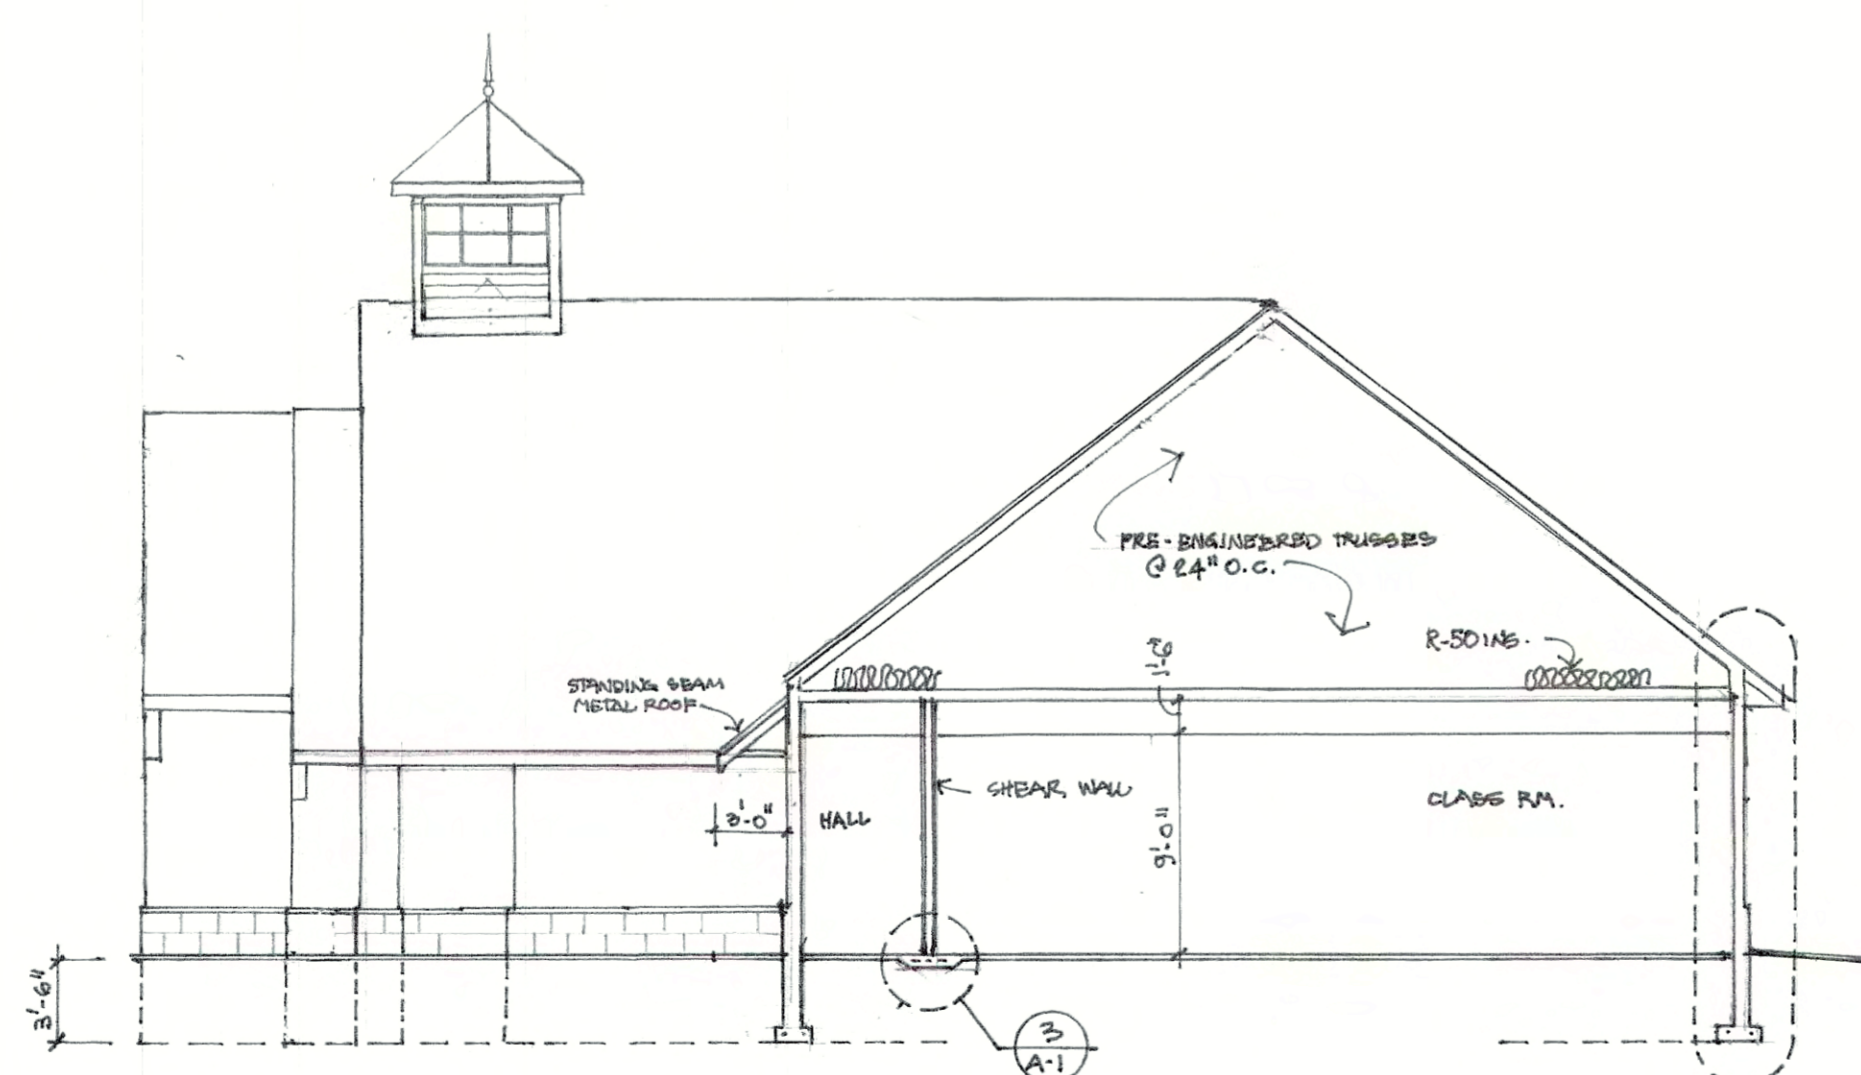 PRE-ENGINEERED TRUSSES
@ 24" O.C.
R-50 INS.
1'-6
STANDING SEAM
METAL ROOF
SHEAR WALL
CLASS RM.
3'-0"
HALL
9'-0"
3'-6"
3
A-1